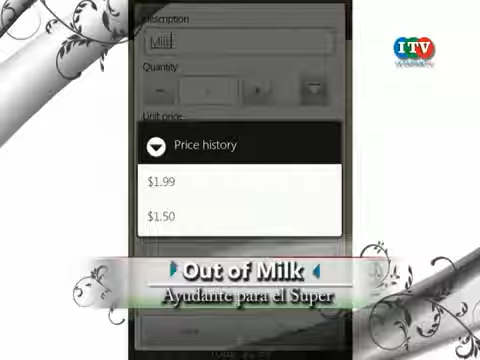 Description
Milk
ITV
Quantity
Unit price
Price history
$1.99
$1.50
Out of Milk
Ayudante para el Super